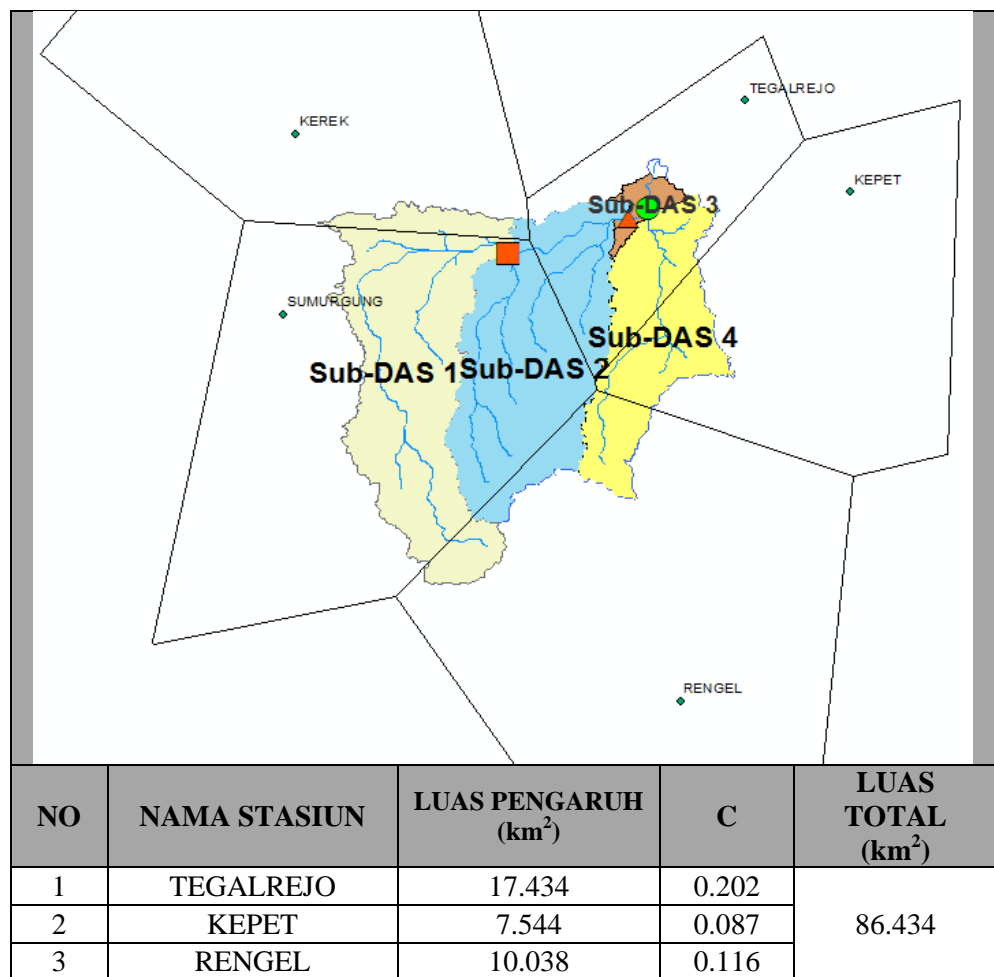 TEGALREJO
KEREK
KEPET
Sub-DAS 3
SUMURGUNG
Sub-DAS 4
Sub-DAS 1
Sub-DAS 2
RENGEL
NO NAMA STASIUN LUAS PENGARUH (km²) C LUAS TOTAL (km²)
1 TEGALREJO 17.434 0.202 86.434
2 KEPET 7.544 0.087
3 RENGEL 10.038 0.116